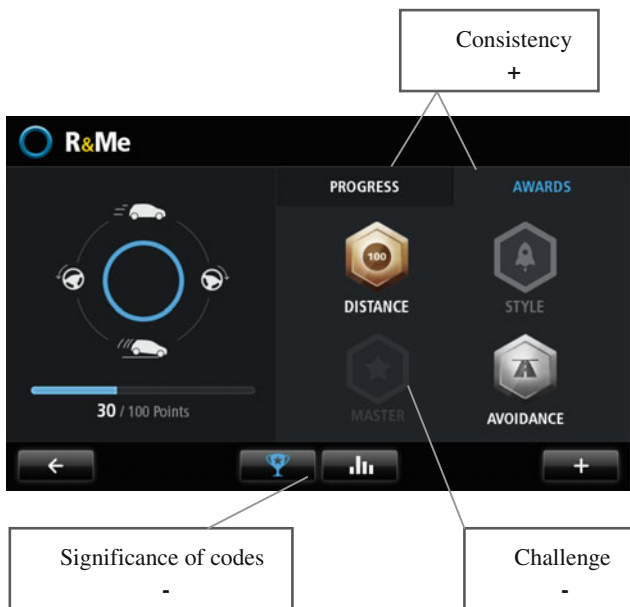 Consistency
+
R&Me
PROGRESS AWARDS
100
DISTANCE STYLE
MASTER AVOIDANCE
30 / 100 Points
+
Significance of codes
-
Challenge
-